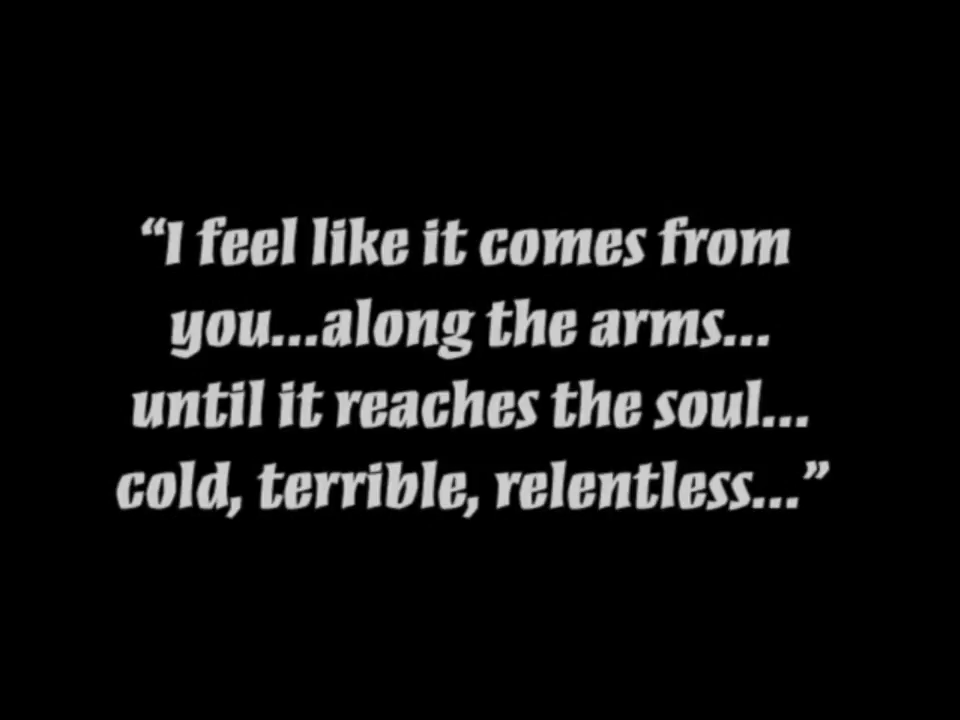 “I feel like it comes from
you...along the arms...
until it reaches the soul...
cold, terrible, relentless...”